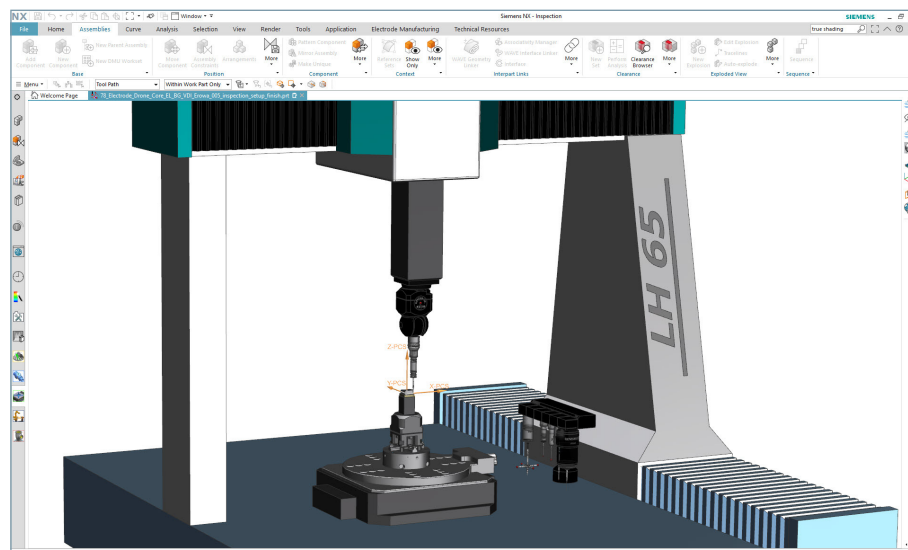 NX
Window
Siemens NX - Inspection
SIEMENS
File Home Assemblies Curve Analysis Selection View Render Tools Application Electrode Manufacturing Technical Resources
true shading
Add Component
New Component
New Parent Assembly
New EMU Workset
Base
Move Component
Assembly Constraints
Arrangements
More
Position
Pattern Component
Mirror Assembly
Make Unique
More
Component
Reference Sets
Show Only
More
Context
WAVE Geometry Linker
Associativity Manager
WAVE Interface Linker
Interface
More
Interpart Links
New Set
Perform Analysis
Clearance Browser
More
Clearance
New Explosion
Edit Explosion
Tracelines
Auto-explode
More
Exploded View
Sequence
Sequence
Menu
Tool Path
Within Work Part Only
Welcome Page
LH 65
Z-PCS
Y-PCS
X-PCS